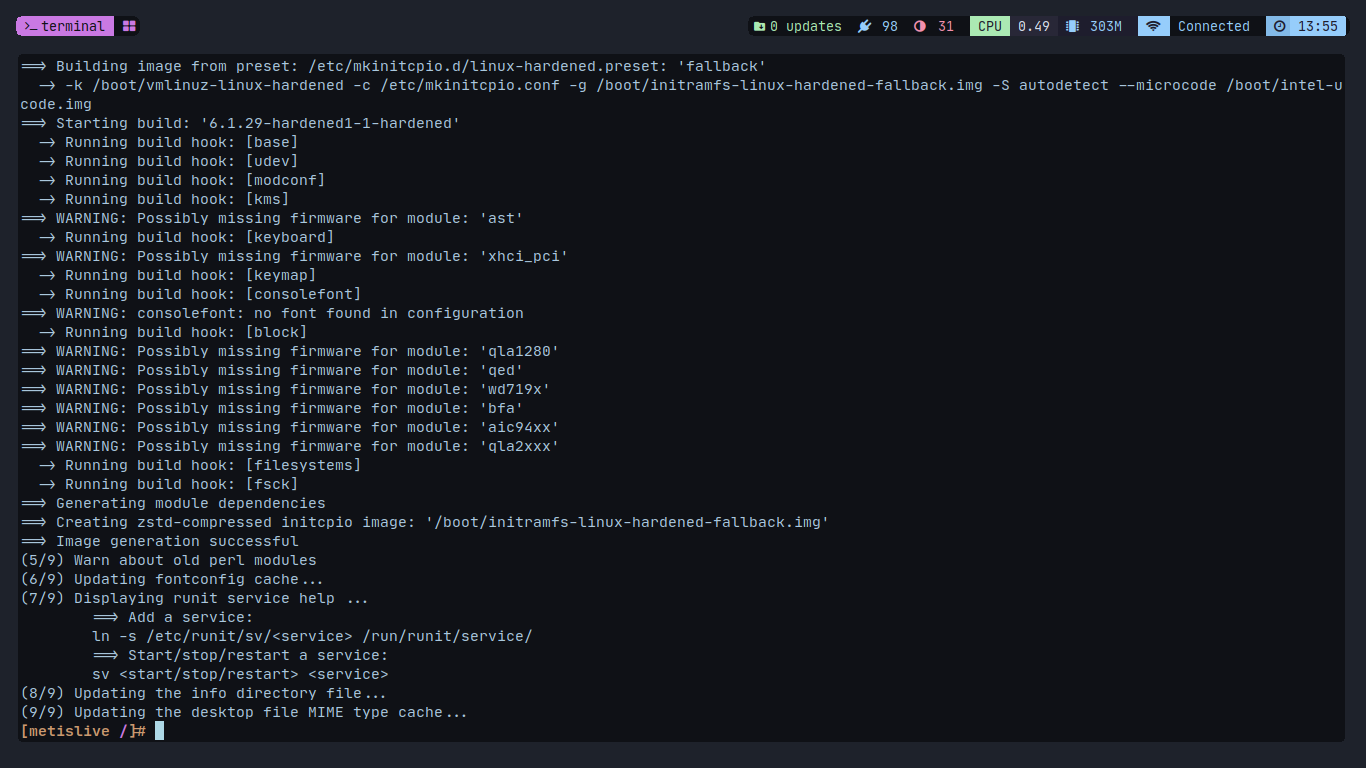 >_ terminal
0 updates 98 31 CPU 0.49 303M Connected 13:55
==> Building image from preset: /etc/mkinitcpio.d/linux-hardened.preset: 'fallback'
-> -k /boot/vmlinuz-linux-hardened -c /etc/mkinitcpio.conf -g /boot/initramfs-linux-hardened-fallback.img -S autodetect --microcode /boot/intel-u
code.img
==> Starting build: '6.1.29-hardened1-1-hardened'
-> Running build hook: [base]
-> Running build hook: [udev]
-> Running build hook: [modconf]
-> Running build hook: [kms]
==> WARNING: Possibly missing firmware for module: 'ast'
-> Running build hook: [keyboard]
==> WARNING: Possibly missing firmware for module: 'xhci_pci'
-> Running build hook: [keymap]
-> Running build hook: [consolefont]
==> WARNING: consolefont: no font found in configuration
-> Running build hook: [block]
==> WARNING: Possibly missing firmware for module: 'qla1280'
==> WARNING: Possibly missing firmware for module: 'qed'
==> WARNING: Possibly missing firmware for module: 'wd719x'
==> WARNING: Possibly missing firmware for module: 'bfa'
==> WARNING: Possibly missing firmware for module: 'aic94xx'
==> WARNING: Possibly missing firmware for module: 'qla2xxx'
-> Running build hook: [filesystems]
-> Running build hook: [fsck]
==> Generating module dependencies
==> Creating zstd-compressed initcpio image: '/boot/initramfs-linux-hardened-fallback.img'
==> Image generation successful
(5/9) Warn about old perl modules
(6/9) Updating fontconfig cache...
(7/9) Displaying runit service help ...
==> Add a service:
ln -s /etc/runit/sv/<service> /run/runit/service/
==> Start/stop/restart a service:
sv <start/stop/restart> <service>
(8/9) Updating the info directory file...
(9/9) Updating the desktop file MIME type cache...
[metislive /]#